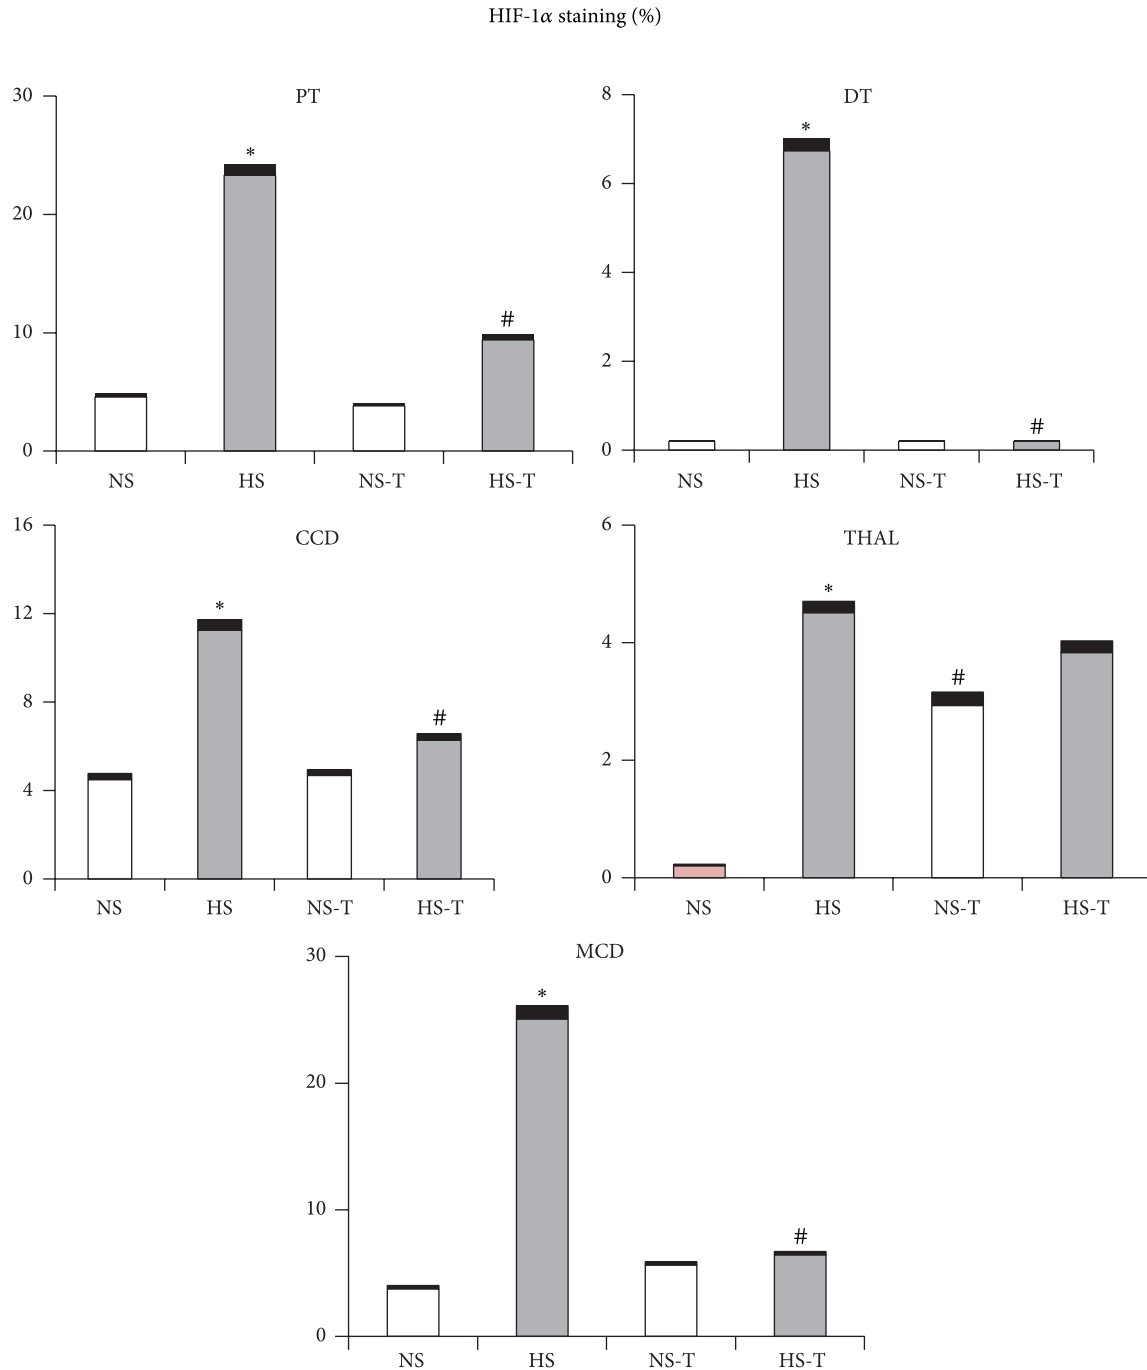 HIF-1α staining (%)
PT
30
20
10
0
*
#
NS HS NS-T HS-T
DT
8
6
4
2
0
*
#
NS HS NS-T HS-T
CCD
16
12
8
4
0
*
#
NS HS NS-T HS-T
THAL
6
4
2
0
*
#
NS HS NS-T HS-T
MCD
30
20
10
0
*
#
NS HS NS-T HS-T